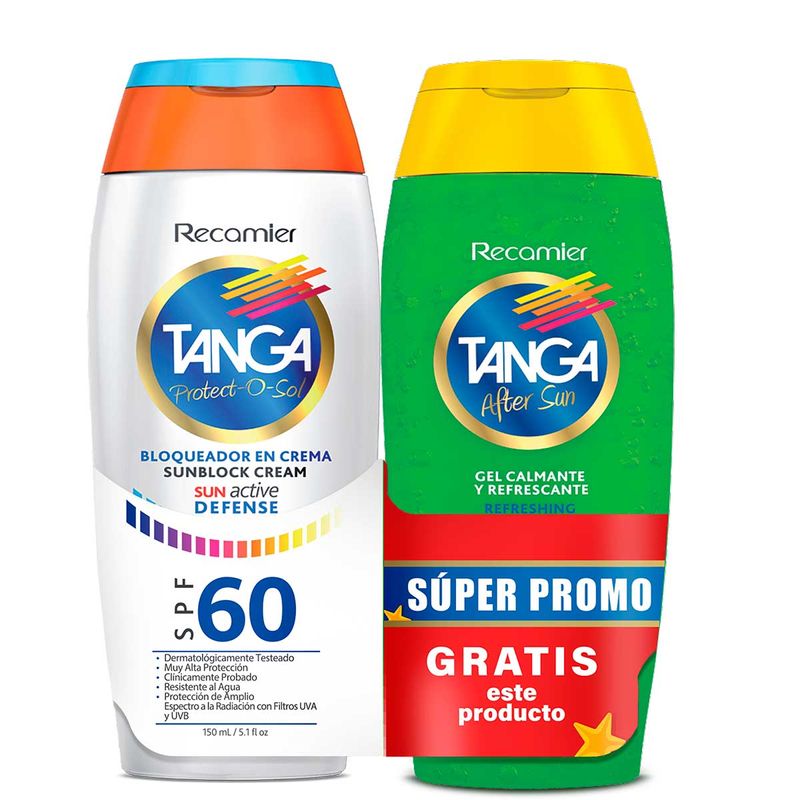 Recamier
TANGA
Protect-O-Sol
BLOQUEADOR EN CREMA
SUNBLOCK CREAM
SUN active
DEFENSE
SPF 60
• Dermatológicamente Testeado
• Muy Alta Protección
• Clínicamente Probado
• Resistente al Agua
• Protección de Amplio
Espectro a la Radiación con Filtros UVA
y UVB
150 mL / 5.1 fl oz
Recamier
TANGA
After Sun
GEL CALMANTE
Y REFRESCANTE
REFRESHING
SÚPER PROMO
GRATIS
este
producto